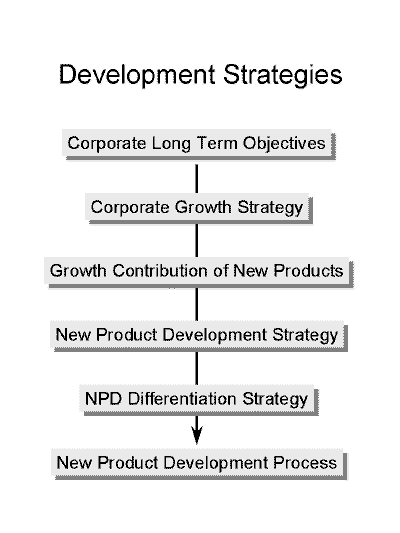 Development Strategies
Corporate Long Term Objectives
Corporate Growth Strategy
Growth Contribution of New Products
New Product Development Strategy
NPD Differentiation Strategy
New Product Development Process